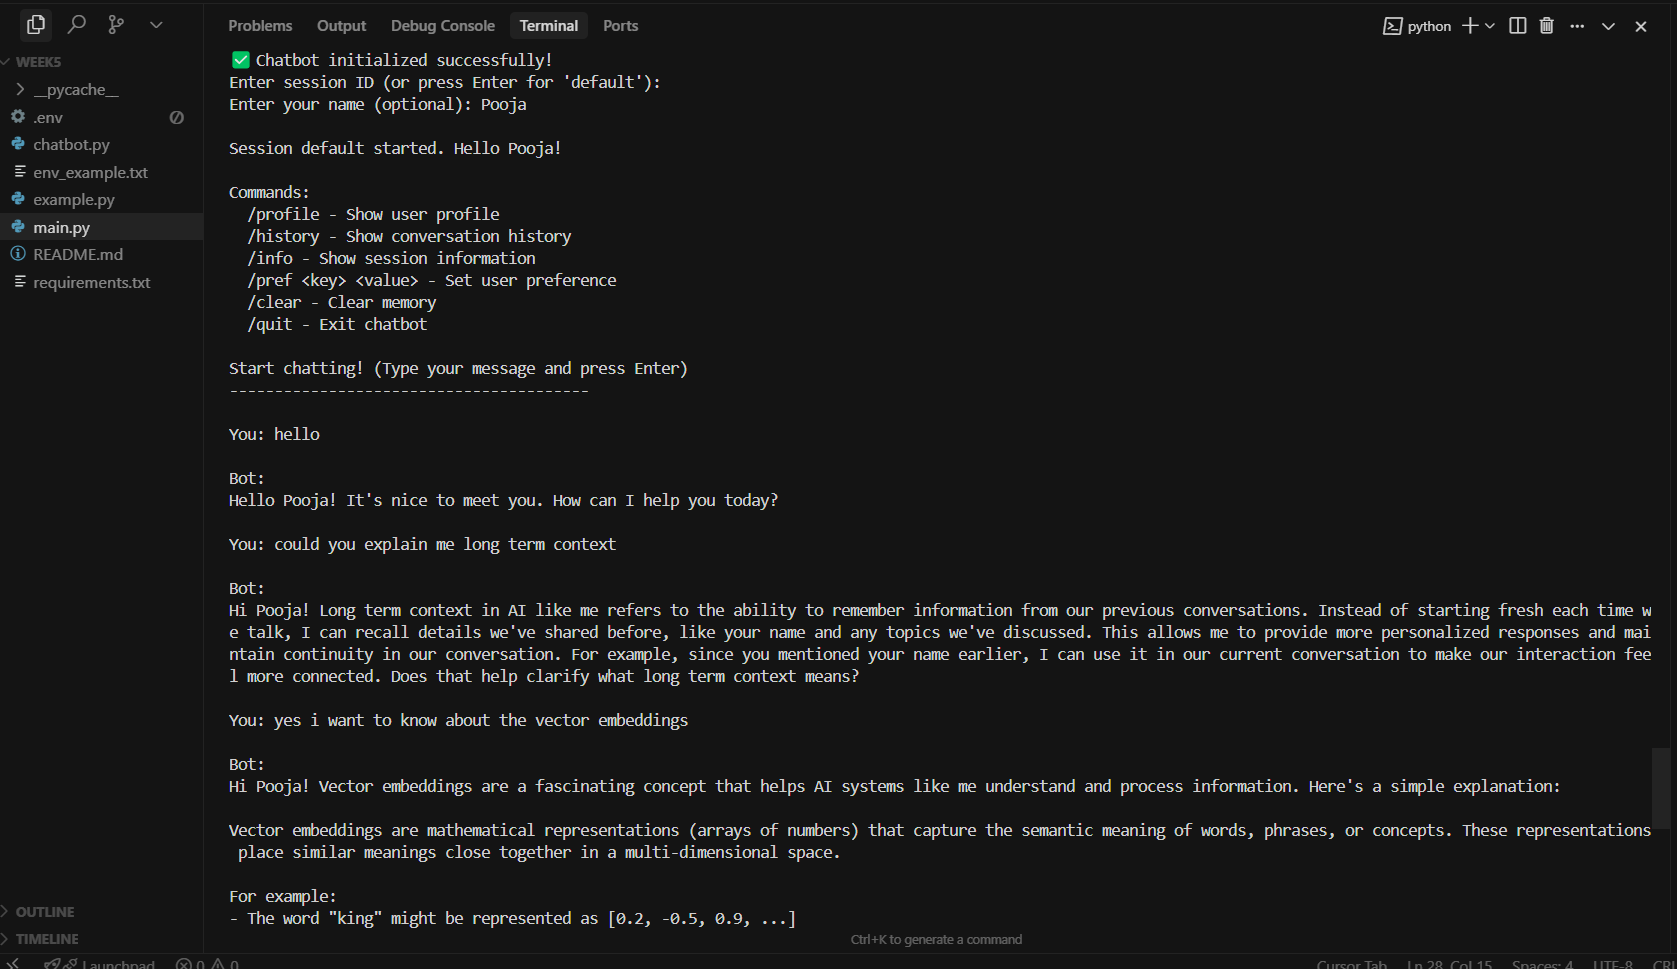 Problems Output Debug Console Terminal Ports python
WEEK5
__pycache__
.env
chatbot.py
env_example.txt
example.py
main.py
README.md
requirements.txt
OUTLINE
TIMELINE
✅ Chatbot initialized successfully!
Enter session ID (or press Enter for 'default'):
Enter your name (optional): Pooja
Session default started. Hello Pooja!
Commands:
/profile - Show user profile
/history - Show conversation history
/info - Show session information
/pref <key> <value> - Set user preference
/clear - Clear memory
/quit - Exit chatbot
Start chatting! (Type your message and press Enter)
----------------------------------------
You: hello
Bot:
Hello Pooja! It's nice to meet you. How can I help you today?
You: could you explain me long term context
Bot:
Hi Pooja! Long term context in AI like me refers to the ability to remember information from our previous conversations. Instead of starting fresh each time w
e talk, I can recall details we've shared before, like your name and any topics we've discussed. This allows me to provide more personalized responses and mai
ntain continuity in our conversation. For example, since you mentioned your name earlier, I can use it in our current conversation to make our interaction fee
l more connected. Does that help clarify what long term context means?
You: yes i want to know about the vector embeddings
Bot:
Hi Pooja! Vector embeddings are a fascinating concept that helps AI systems like me understand and process information. Here's a simple explanation:
Vector embeddings are mathematical representations (arrays of numbers) that capture the semantic meaning of words, phrases, or concepts. These representations
place similar meanings close together in a multi-dimensional space.
For example:
- The word "king" might be represented as [0.2, -0.5, 0.9, ...]
Ctrl+K to generate a command
Launchpad 0 0 Cursor Tab Ln 28, Col 15 Spaces: 4 UTF-8 CRL